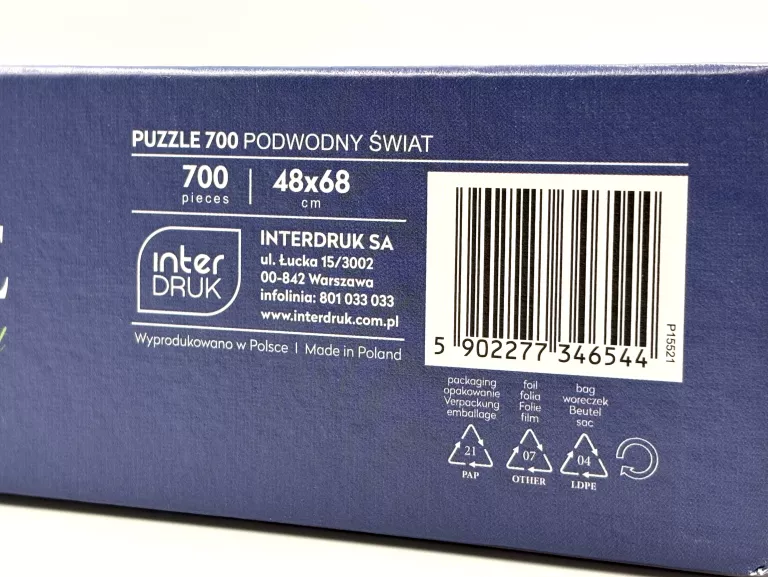 PUZZLE 700 PODWODNY ŚWIAT
700 pieces
48x68 cm
inter DRUK
INTERDRUK SA
ul. Łucka 15/3002
00-842 Warszawa
infolinia: 801 033 033
www.interdruk.com.pl
Wyprodukowano w Polsce | Made in Poland
5 902277 346544
P15521
packaging
opakowanie
Verpackung
emballage
foil
folia
Folie
film
bag
woreczek
Beutel
sac
21
PAP
07
OTHER
04
LDPE